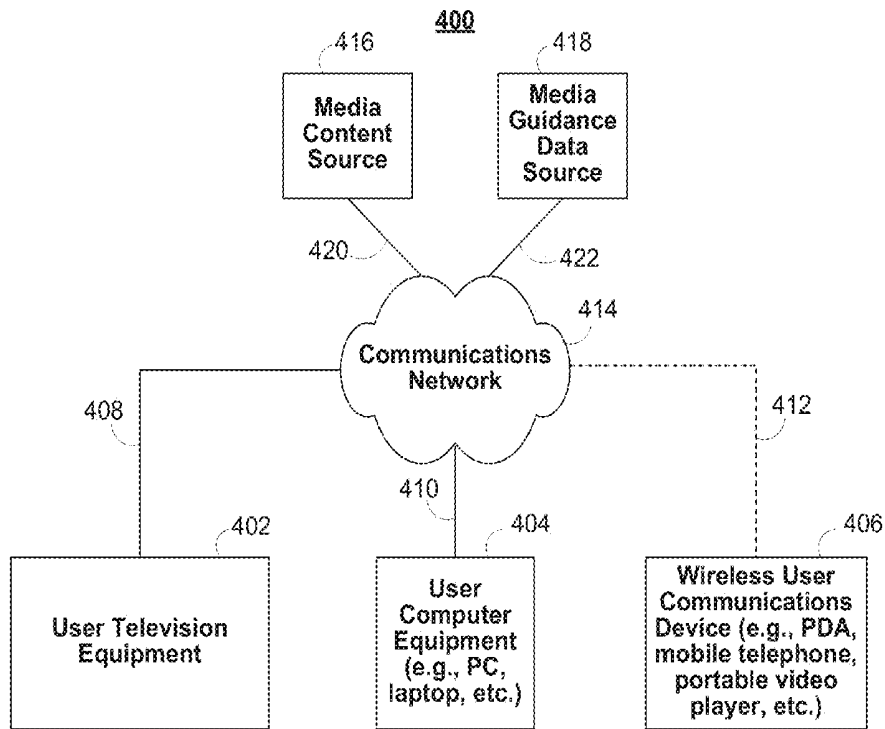 400
416
418
Media
Content
Source
Media
Guidance
Data
Source
420
422
414
Communications
Network
408
412
410
402
404
406
User Television
Equipment
User
Computer
Equipment
(e.g., PC,
laptop, etc.)
Wireless User
Communications
Device (e.g., PDA,
mobile telephone,
portable video
player, etc.)